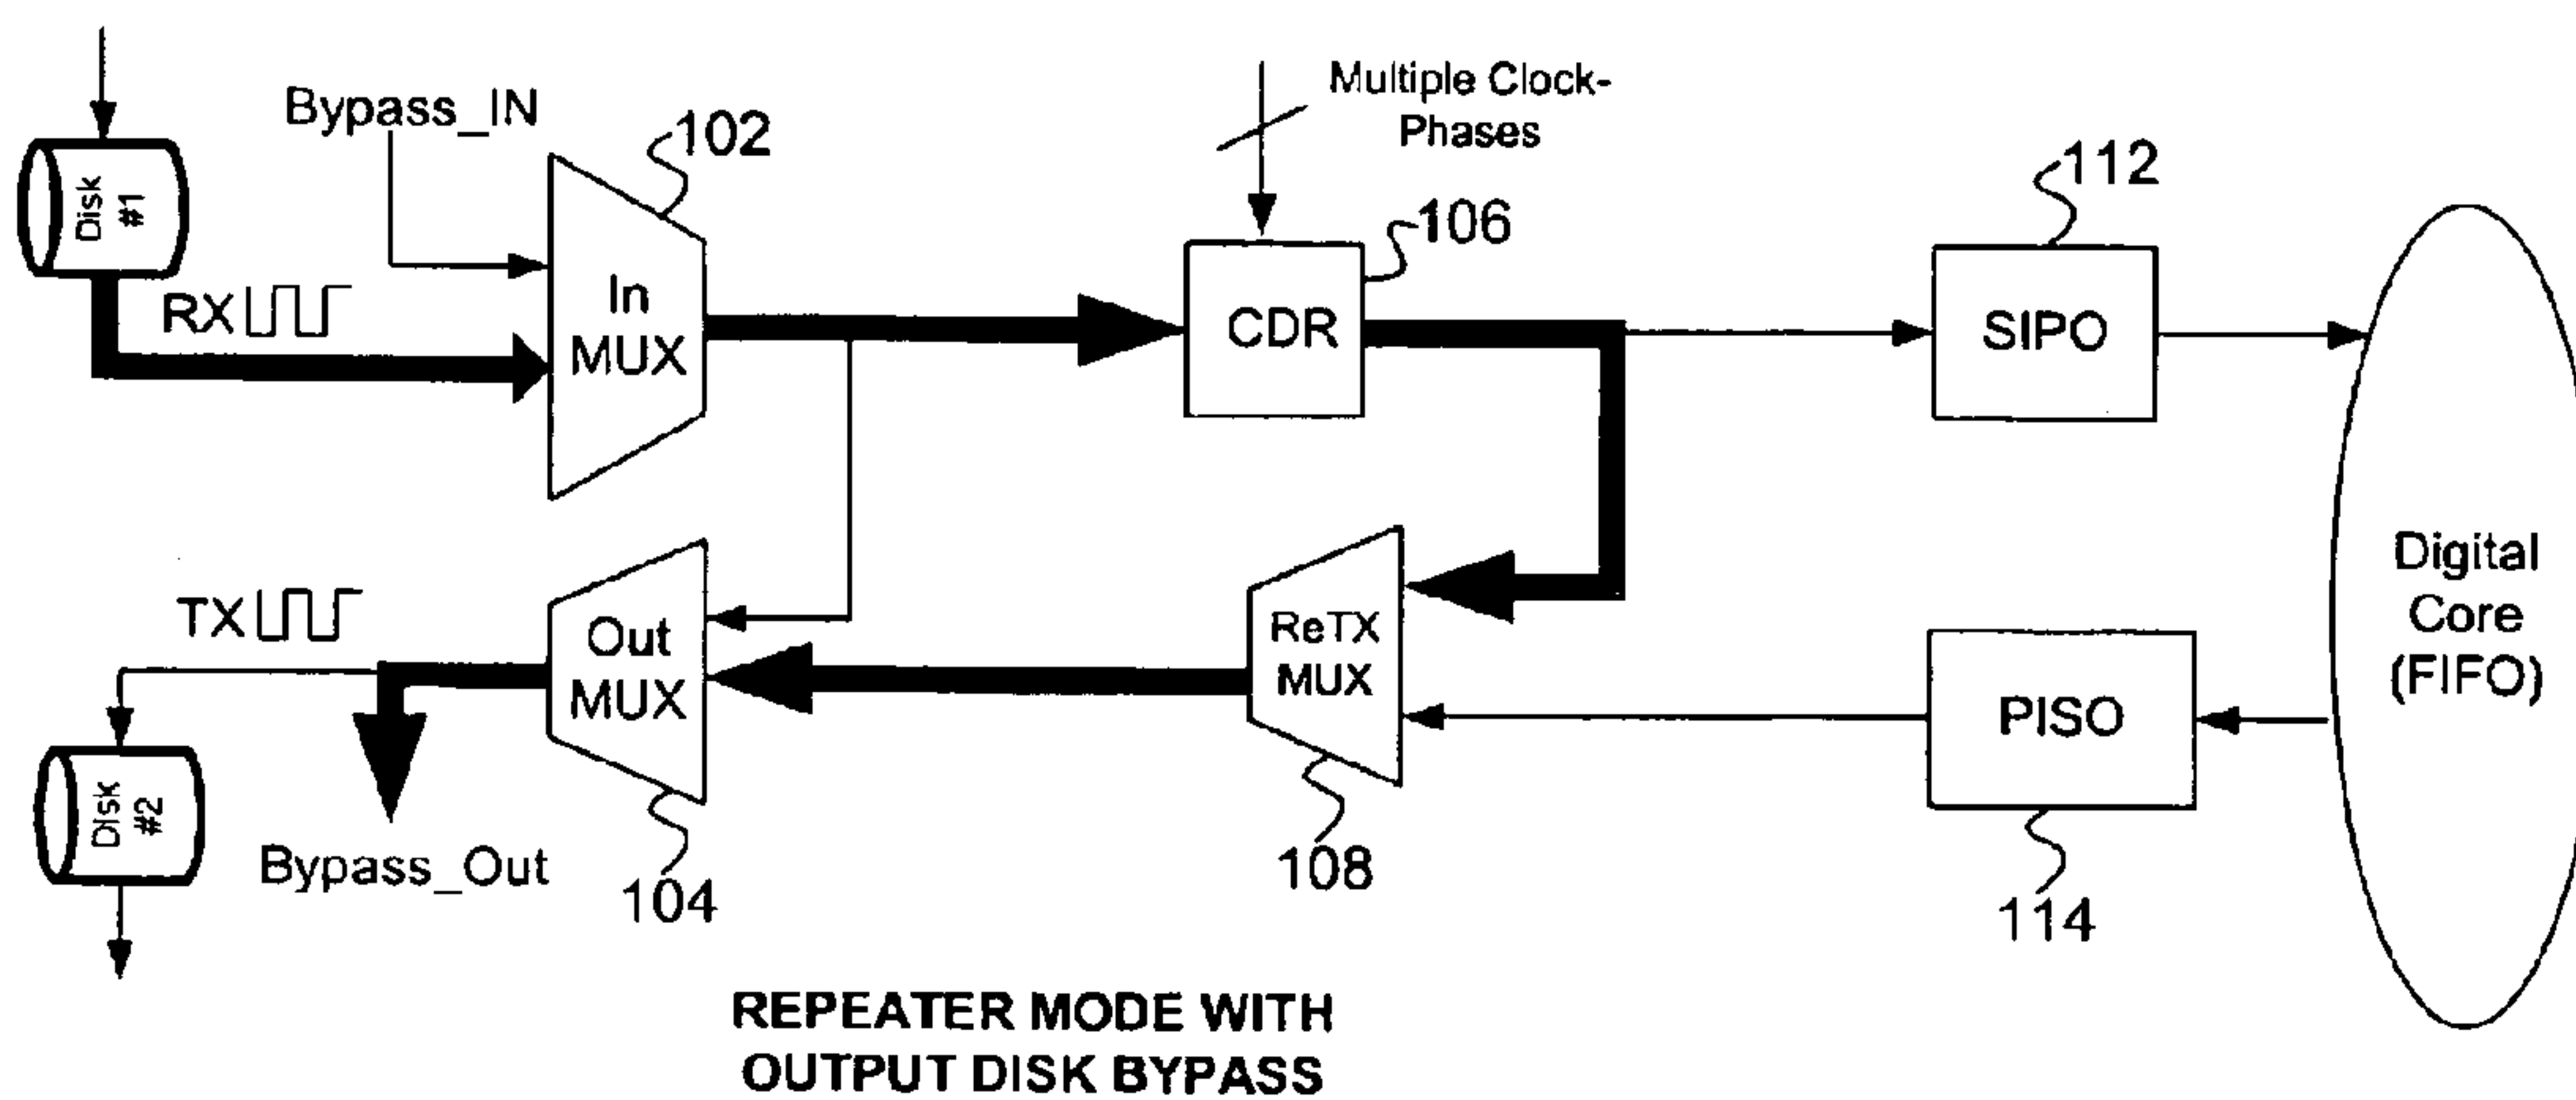 Multiple Clock-
Phases
Bypass_IN
102
112
106
Disk
#1
RX
In
MUX
CDR
SIPO
Digital
Core
(FIFO)
TX
Out
MUX
ReTX
MUX
PISO
Disk
#2
Bypass_Out
104
108
114
REPEATER MODE WITH
OUTPUT DISK BYPASS